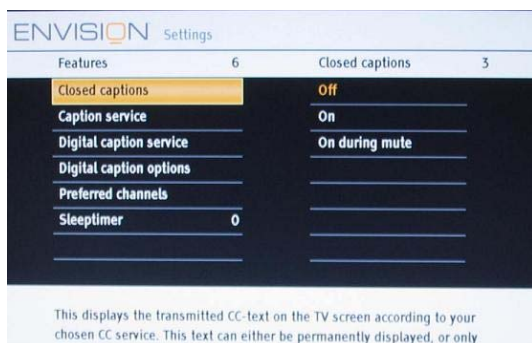 ENVISION Settings
Features 6 Closed captions 3
Closed captions Off
Caption service On
Digital caption service On during mute
Digital caption options
Preferred channels
Sleeptimer 0
This displays the transmitted CC-text on the TV screen according to your
chosen CC service. This text can either be permanently displayed, or only